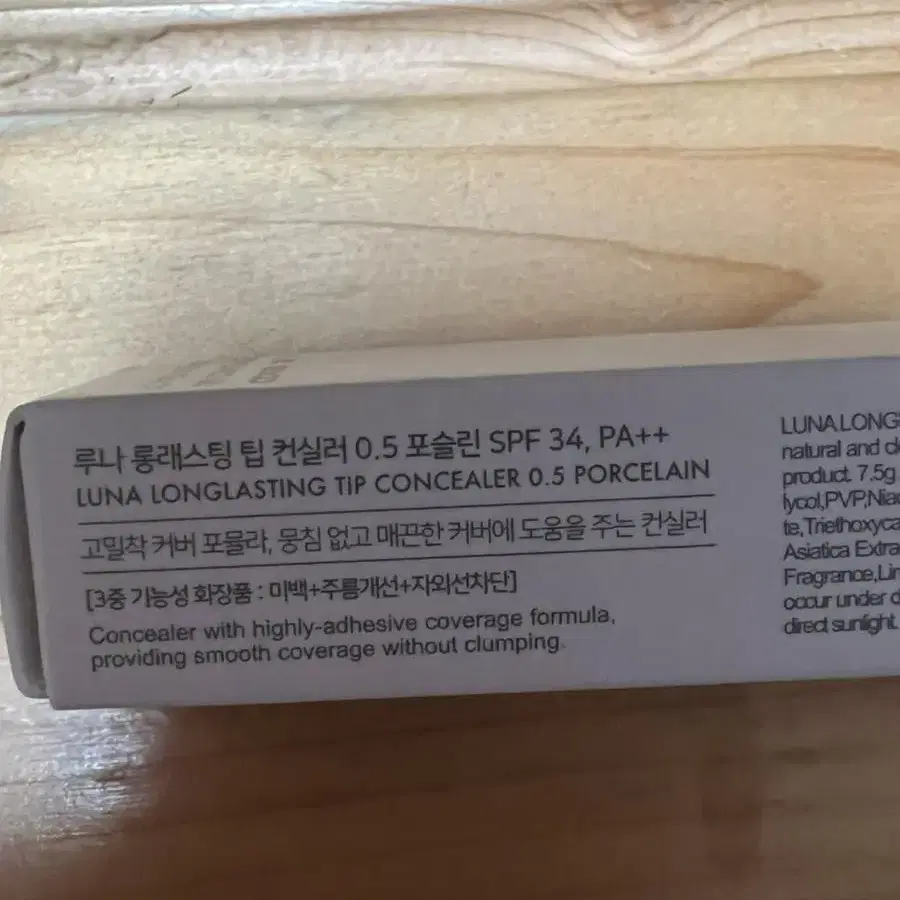 루나 롱래스팅 팁 컨실러 0.5 포슬린 SPF 34, PA++
LUNA LONGLASTING TIP CONCEALER 0.5 PORCELAIN
고밀착 커버 포뮬라, 뭉침 없고 매끈한 커버에 도움을 주는 컨실러
[3중 기능성 화장품 : 미백+주름개선+자외선차단]
Concealer with highly-adhesive coverage formula,
providing smooth coverage without clumping.
LUNA LONG
natural and
product. 7.5g
lycol,PVP,
te,
Asiatica
Fragrance,
occur under
direct sunlight.